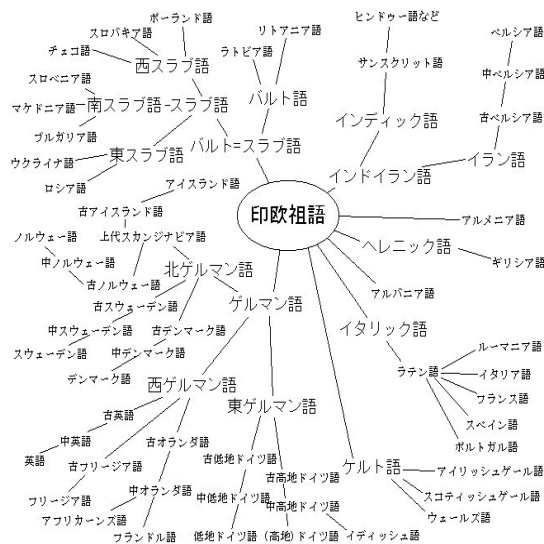 ポーランド語
スロバキア語
チェコ語
西スラブ語
スロベニア語
マケドニア語
南スラブ語
スラブ語
ブルガリア語
ウクライナ語
東スラブ語
ロシア語
リトアニア語
ラトビア語
バルト語
バルト=スラブ語
ヒンドゥー語など
サンスクリット語
インディック語
インドイラン語
ペルシア語
中ペルシア語
古ペルシア語
イラン語
印欧祖語
アルメニア語
ヘレニック語
ギリシア語
アルバニア語
イタリック語
ラテン語
ルーマニア語
イタリア語
フランス語
スペイン語
ポルトガル語
ケルト語
アイリッシュゲール語
スコティッシュゲール語
ウェールズ語
アイスランド語
古アイスランド語
上代スカンジナビア語
ノルウェー語
中ノルウェー語
古ノルウェー語
北ゲルマン語
ゲルマン語
古スウェーデン語
中スウェーデン語
スウェーデン語
古デンマーク語
中デンマーク語
デンマーク語
西ゲルマン語
東ゲルマン語
古英語
中英語
英語
古フリージア語
フリージア語
古オランダ語
中オランダ語
アフリカーンズ語
フランドル語
古低地ドイツ語
中低地ドイツ語
低地ドイツ語
古高地ドイツ語
中高地ドイツ語
(高地)ドイツ語
イディッシュ語